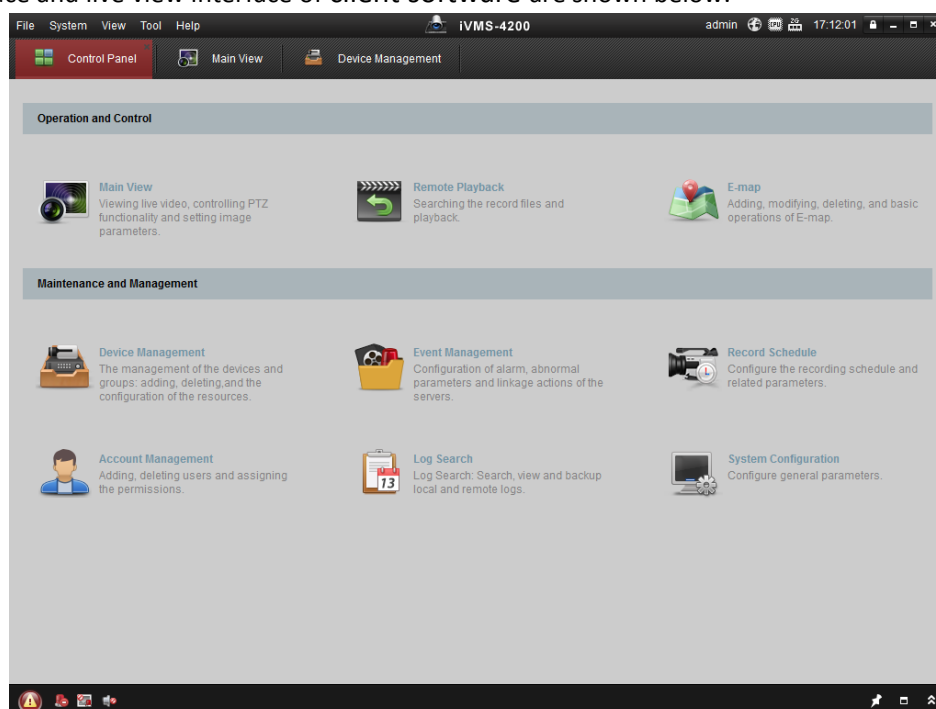 ce and live view interface of client software are shown below.
File System View Tool Help iVMS-4200 admin 17:12:01
Control Panel Main View Device Management
Operation and Control
Main View
Viewing live video, controlling PTZ
functionality and setting image
parameters.
Remote Playback
Searching the record files and
playback.
E-map
Adding, modifying, deleting, and basic
operations of E-map.
Maintenance and Management
Device Management
The management of the devices and
groups: adding, deleting,and the
configuration of the resources.
Event Management
Configuration of alarm, abnormal
parameters and linkage actions of the
servers.
Record Schedule
Configure the recording schedule and
related parameters.
Account Management
Adding, deleting users and assigning
the permissions.
13
Log Search
Log Search: Search, view and backup
local and remote logs.
System Configuration
Configure general parameters.